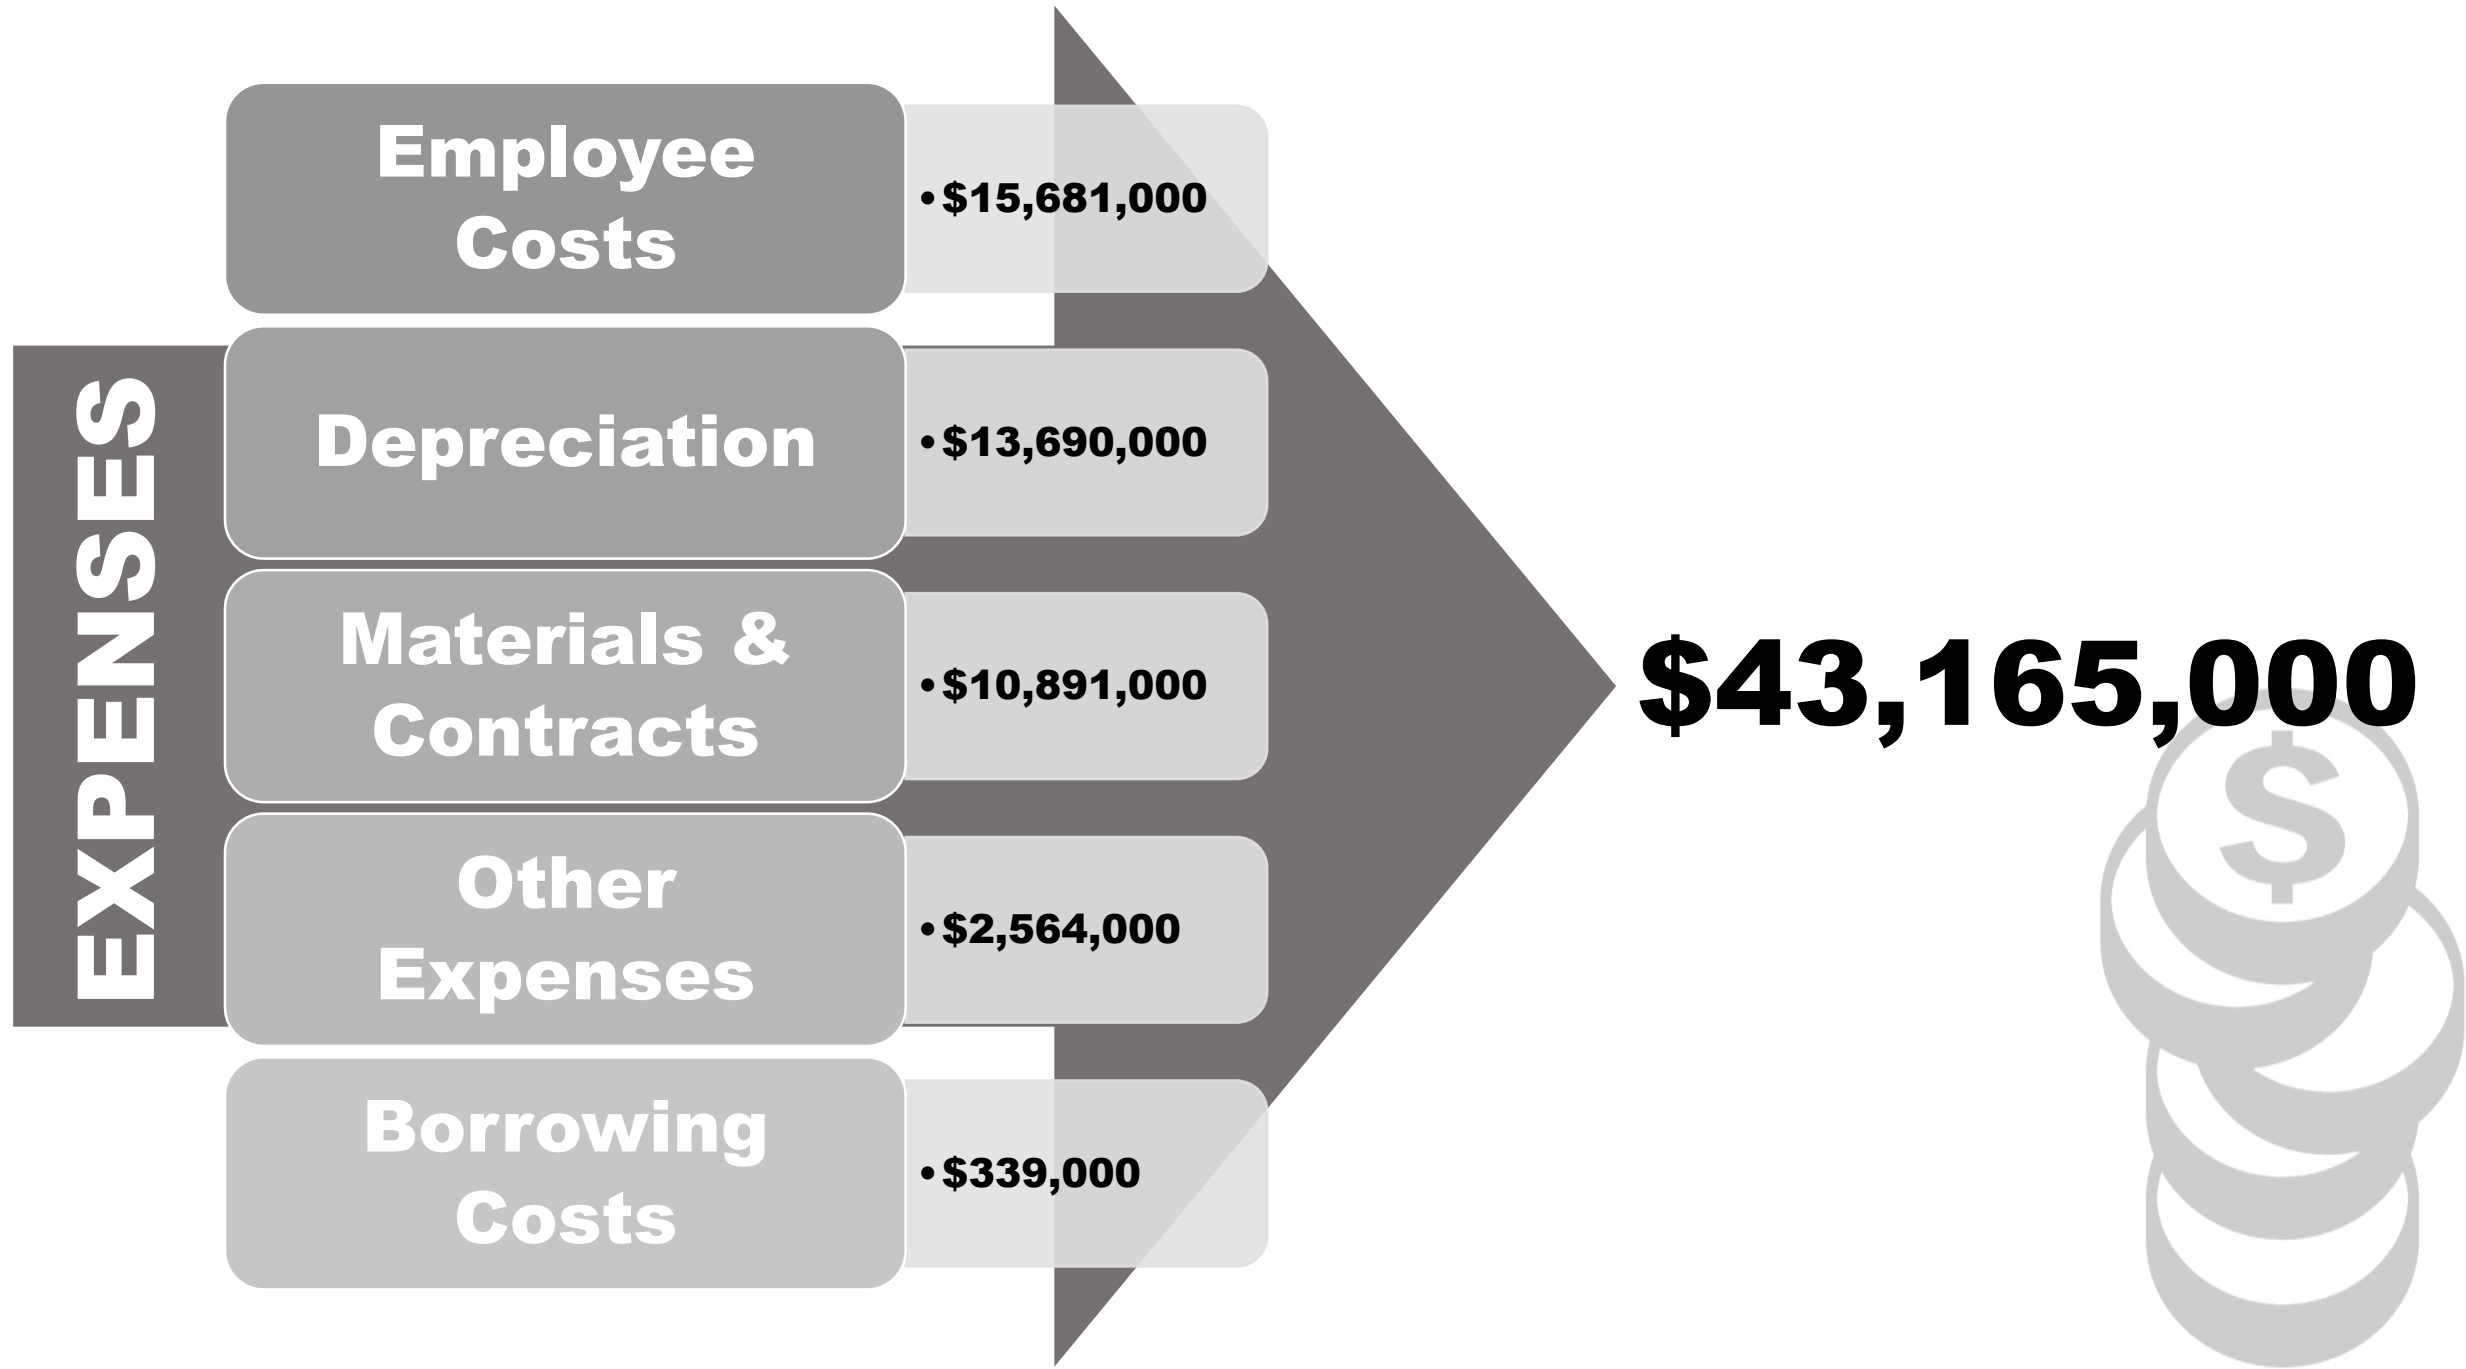 EXPENSES
Employee
Costs
• $15,681,000
Depreciation
• $13,690,000
Materials &
Contracts
• $10,891,000
Other
Expenses
• $2,564,000
Borrowing
Costs
• $339,000
$43,165,000
$